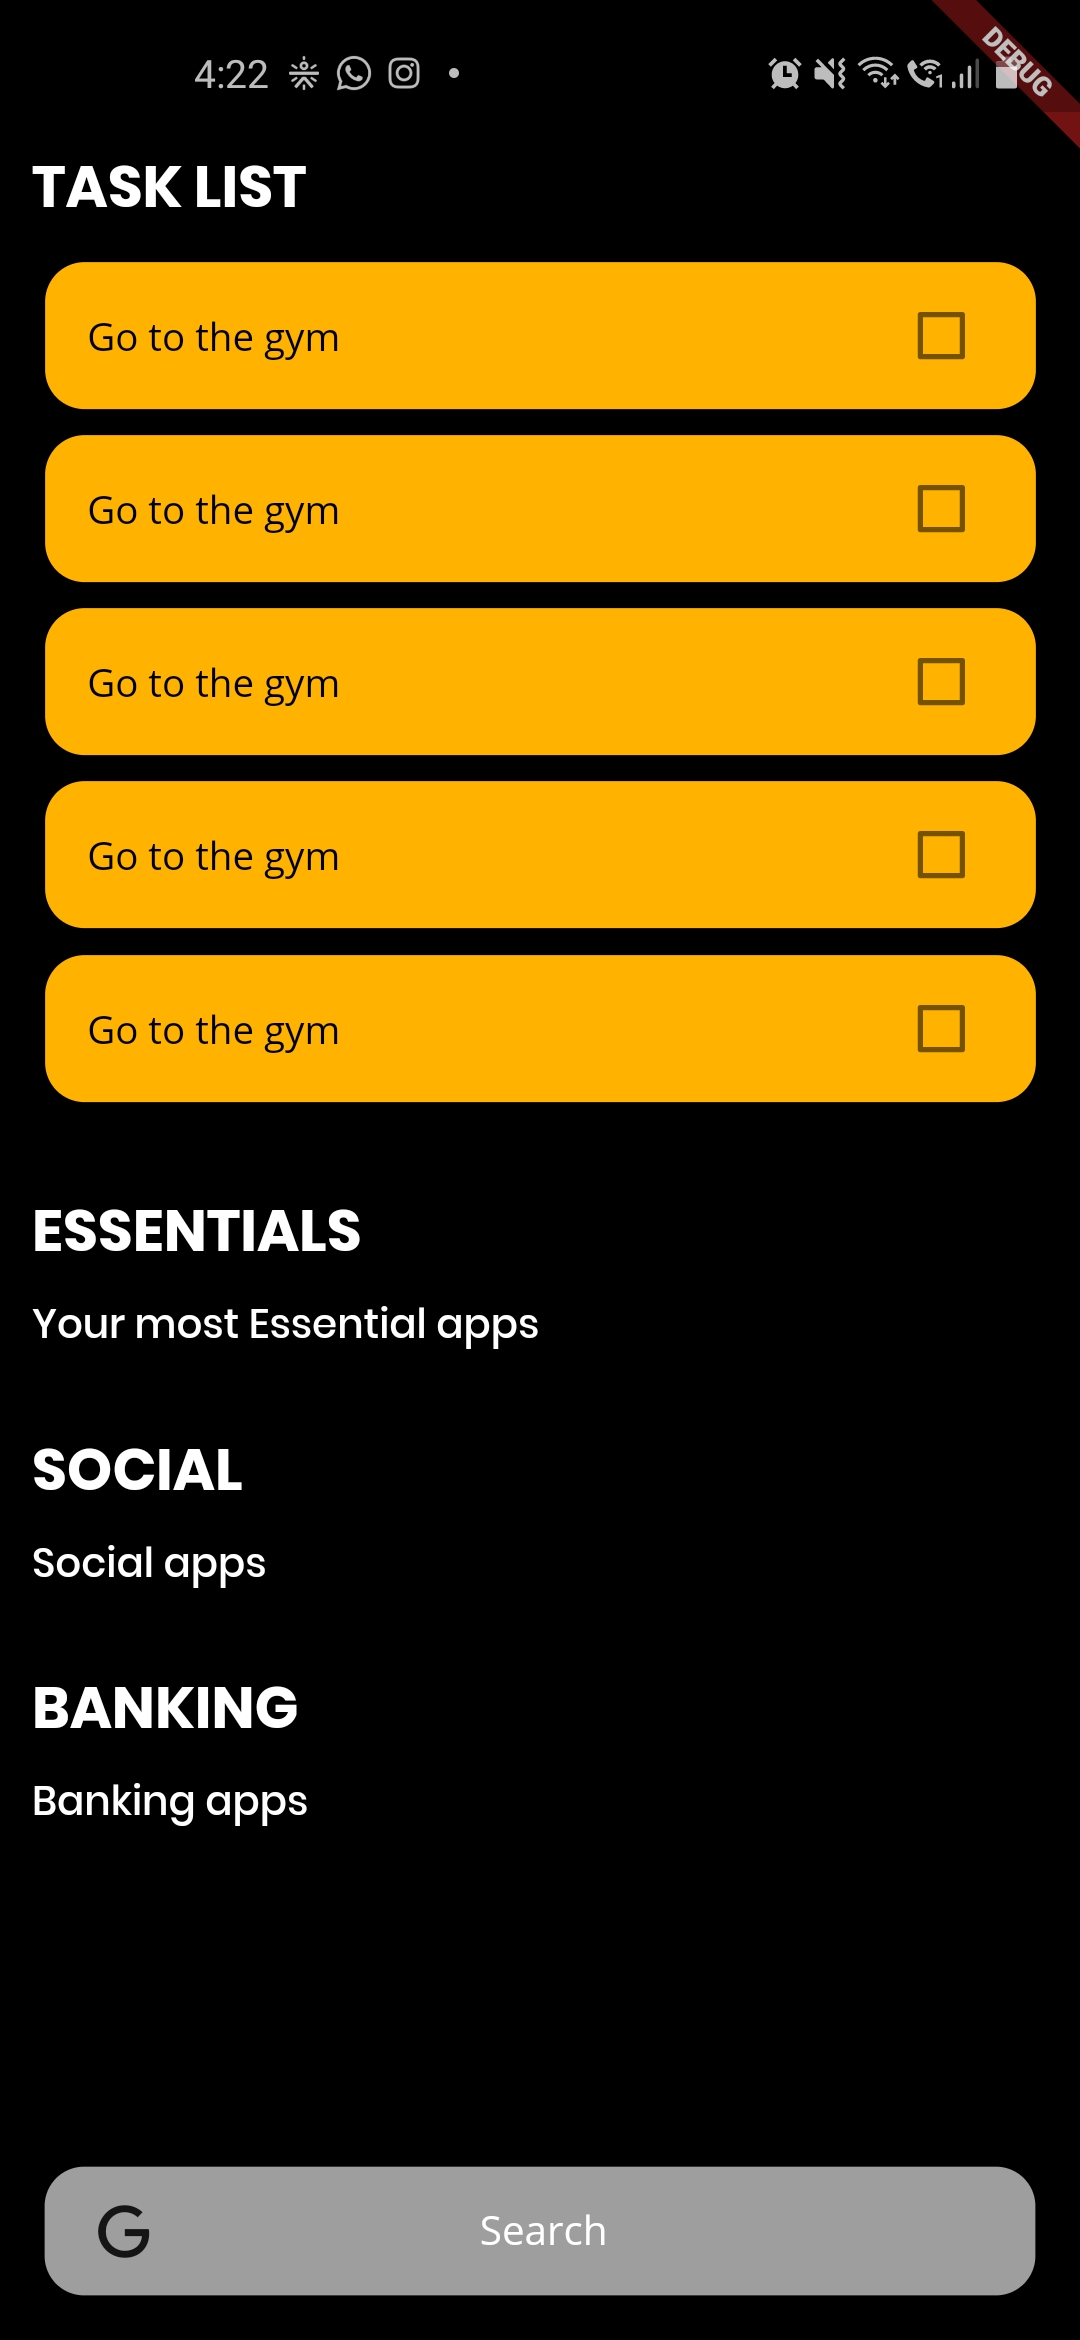 4:22
DEBUG
TASK LIST
Go to the gym
Go to the gym
Go to the gym
Go to the gym
Go to the gym
ESSENTIALS
Your most Essential apps
SOCIAL
Social apps
BANKING
Banking apps
G Search